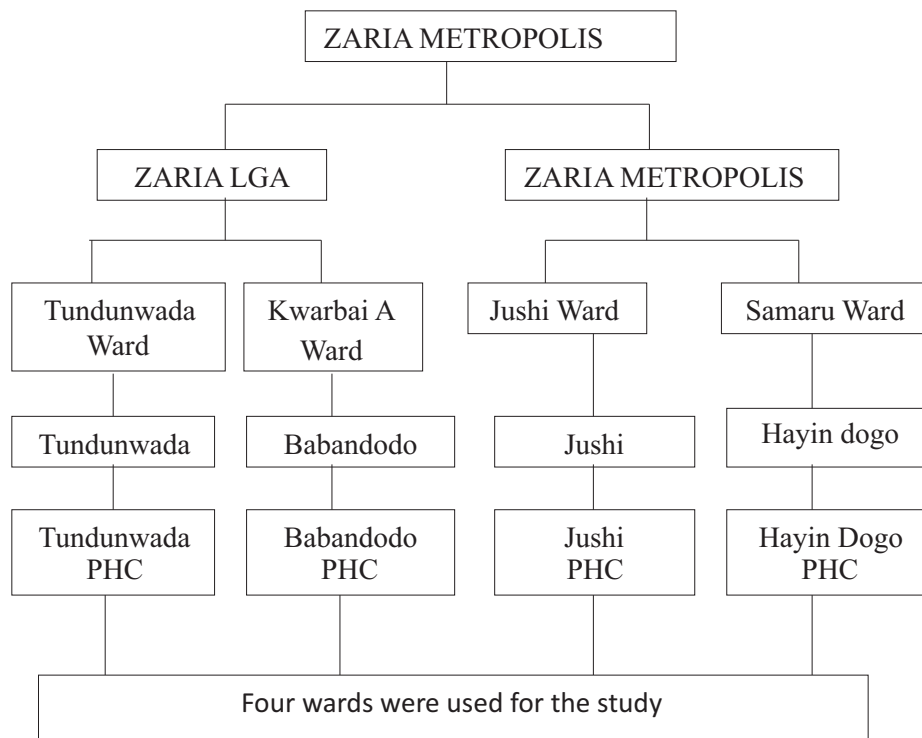 ZARIA METROPOLIS
ZARIA LGA
ZARIA METROPOLIS
Tundunwada
Ward
Kwarbai A
Ward
Jushi Ward
Samaru Ward
Tundunwada
Babandodo
Jushi
Hayin dogo
Tundunwada
PHC
Babandodo
PHC
Jushi
PHC
Hayin Dogo
PHC
Four wards were used for the study